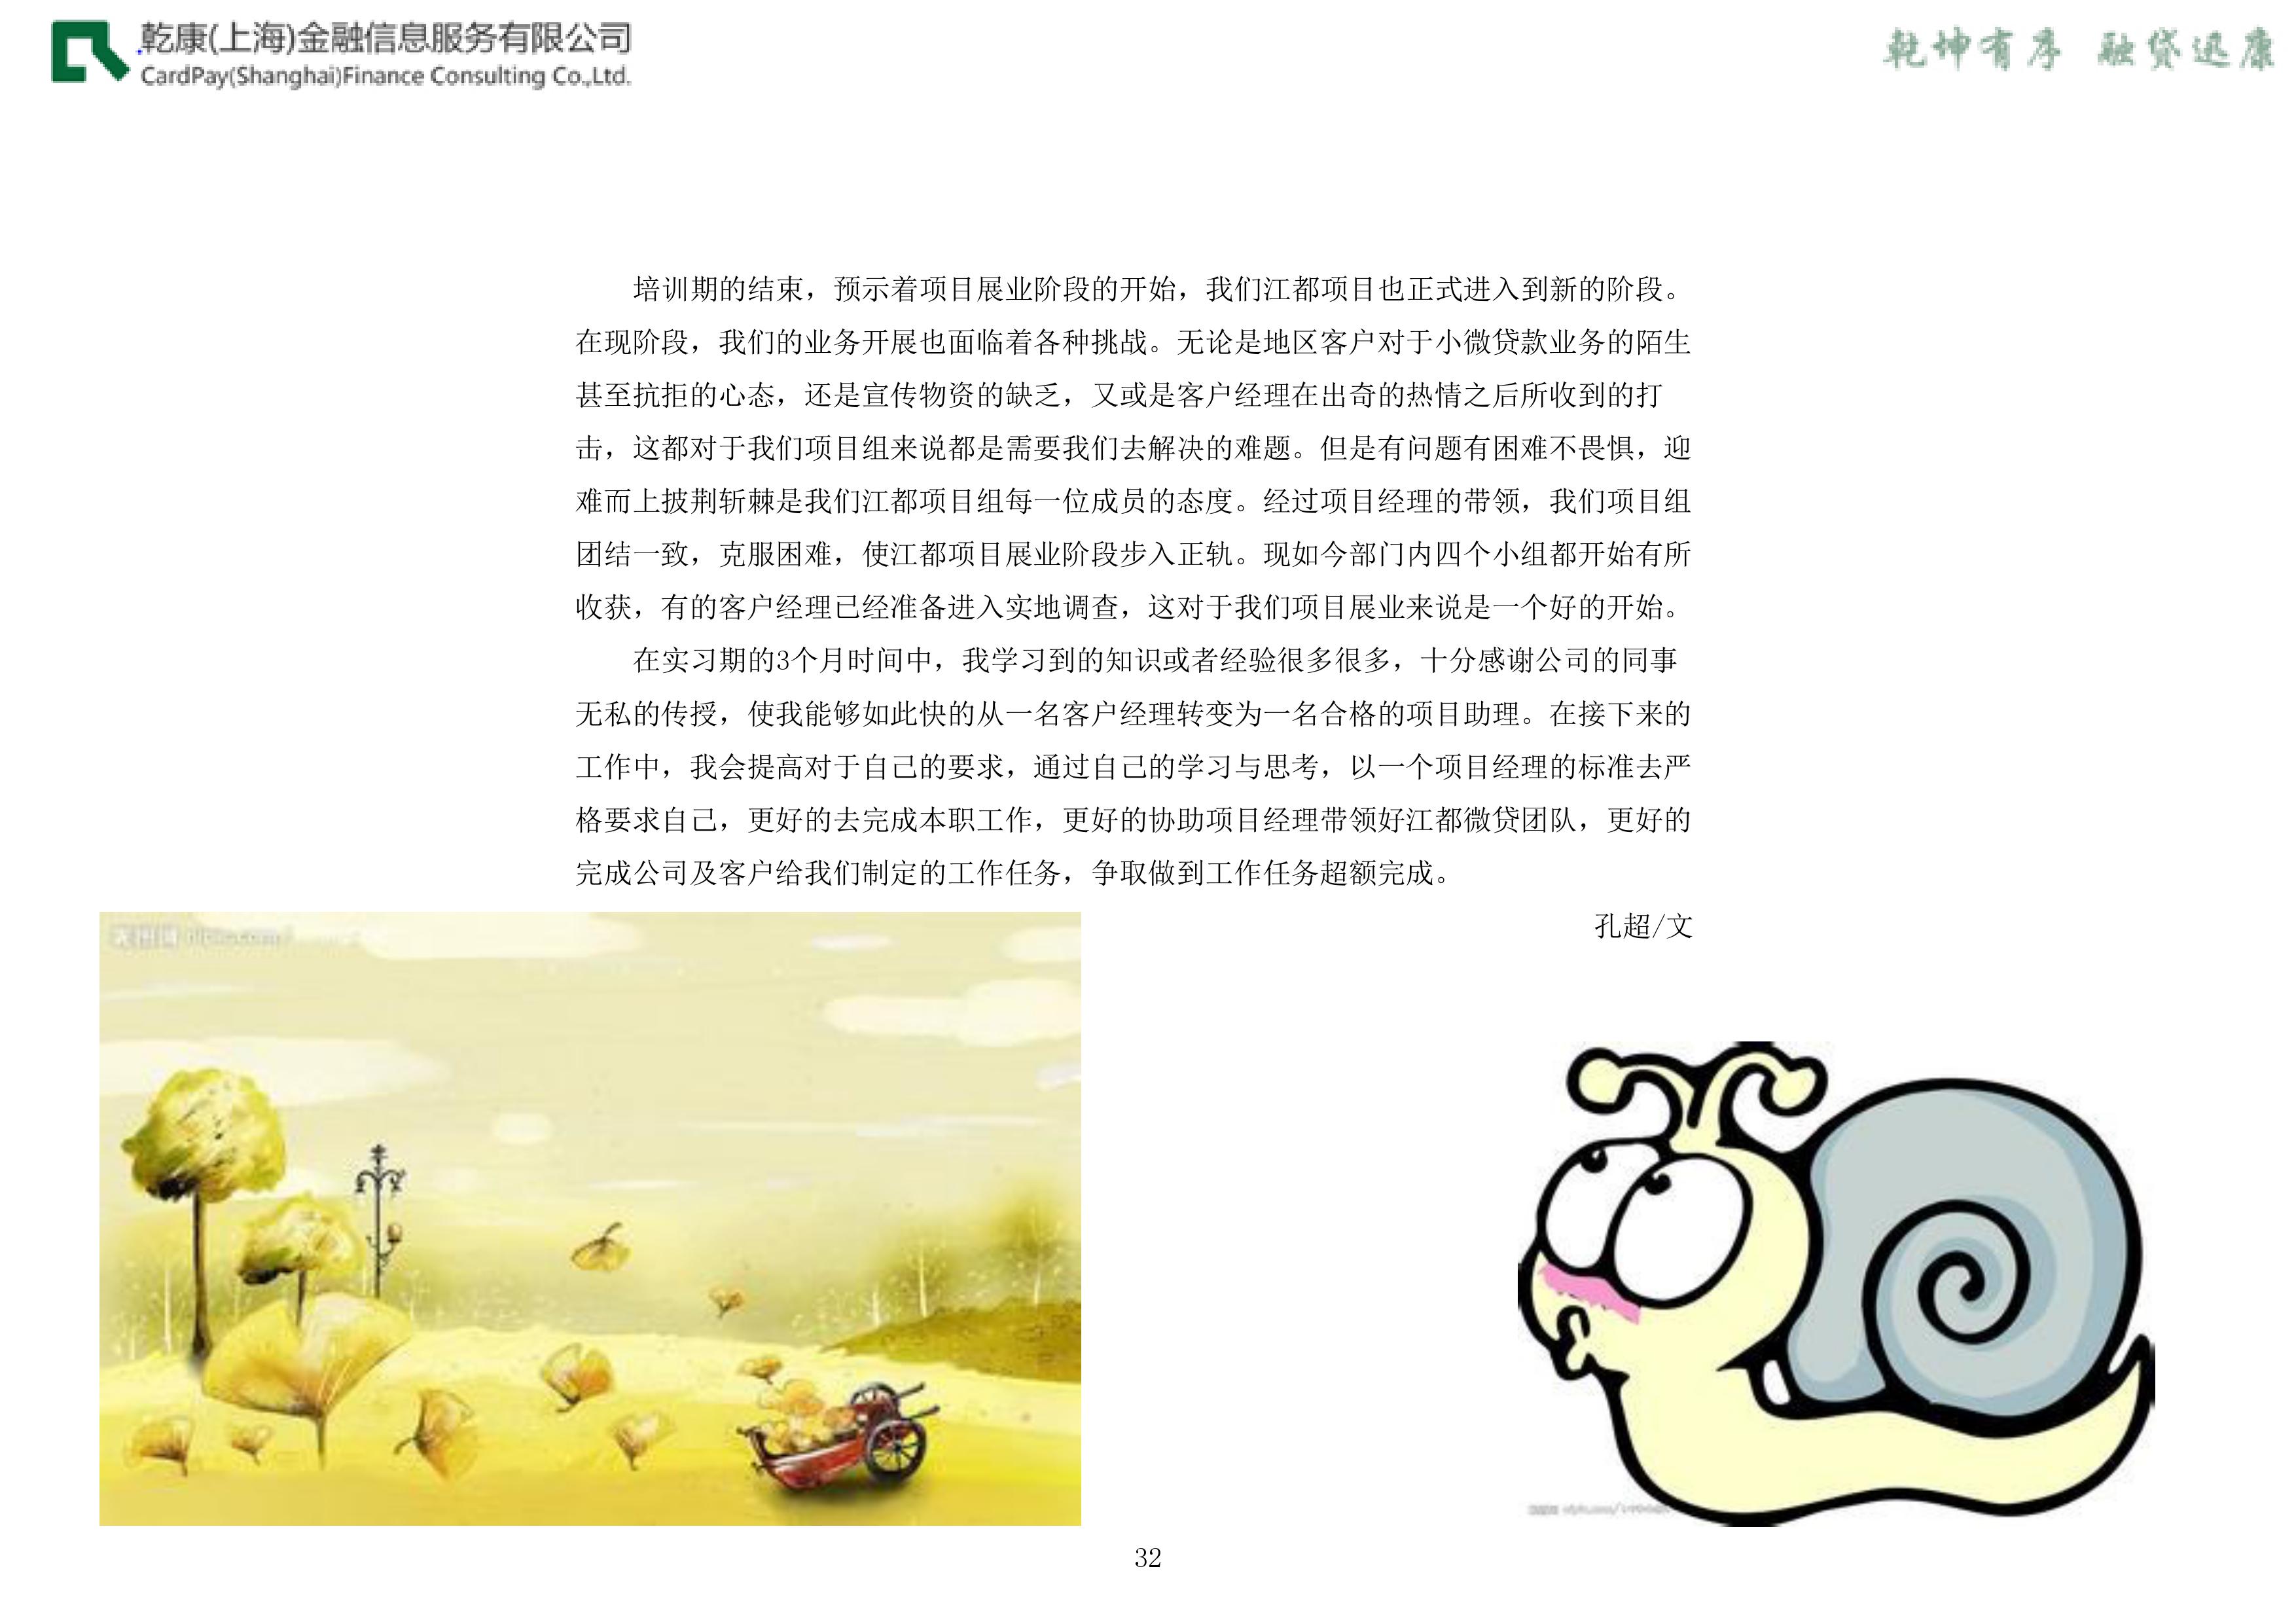 乾康(上海)金融信息服务有限公司
CardPay(Shanghai)Finance Consulting Co.,Ltd.
乾坤有序 融贷迅康
培训期的结束，预示着项目展业阶段的开始，我们江都项目也正式进入到新的阶段。
在现阶段，我们的业务开展也面临着各种挑战。无论是地区客户对于小微贷款业务的陌生
甚至抗拒的心态，还是宣传物资的缺乏，又或是客户经理在出奇的热情之后所收到的打
击，这都对于我们项目组来说都是需要我们去解决的难题。但是有问题有困难不畏惧，迎
难而上披荆斩棘是我们江都项目组每一位成员的态度。经过项目经理的带领，我们项目组
团结一致，克服困难，使江都项目展业阶段步入正轨。现如今部门内四个小组都开始有所
收获，有的客户经理已经准备进入实地调查，这对于我们项目展业来说是一个好的开始。
在实习期的3个月时间中，我学习到的知识或者经验很多很多，十分感谢公司的同事
无私的传授，使我能够如此快的从一名客户经理转变为一名合格的项目助理。在接下来的
工作中，我会提高对于自己的要求，通过自己的学习与思考，以一个项目经理的标准去严
格要求自己，更好的去完成本职工作，更好的协助项目经理带领好江都微贷团队，更好的
完成公司及客户给我们制定的工作任务，争取做到工作任务超额完成。
孔超/文
32